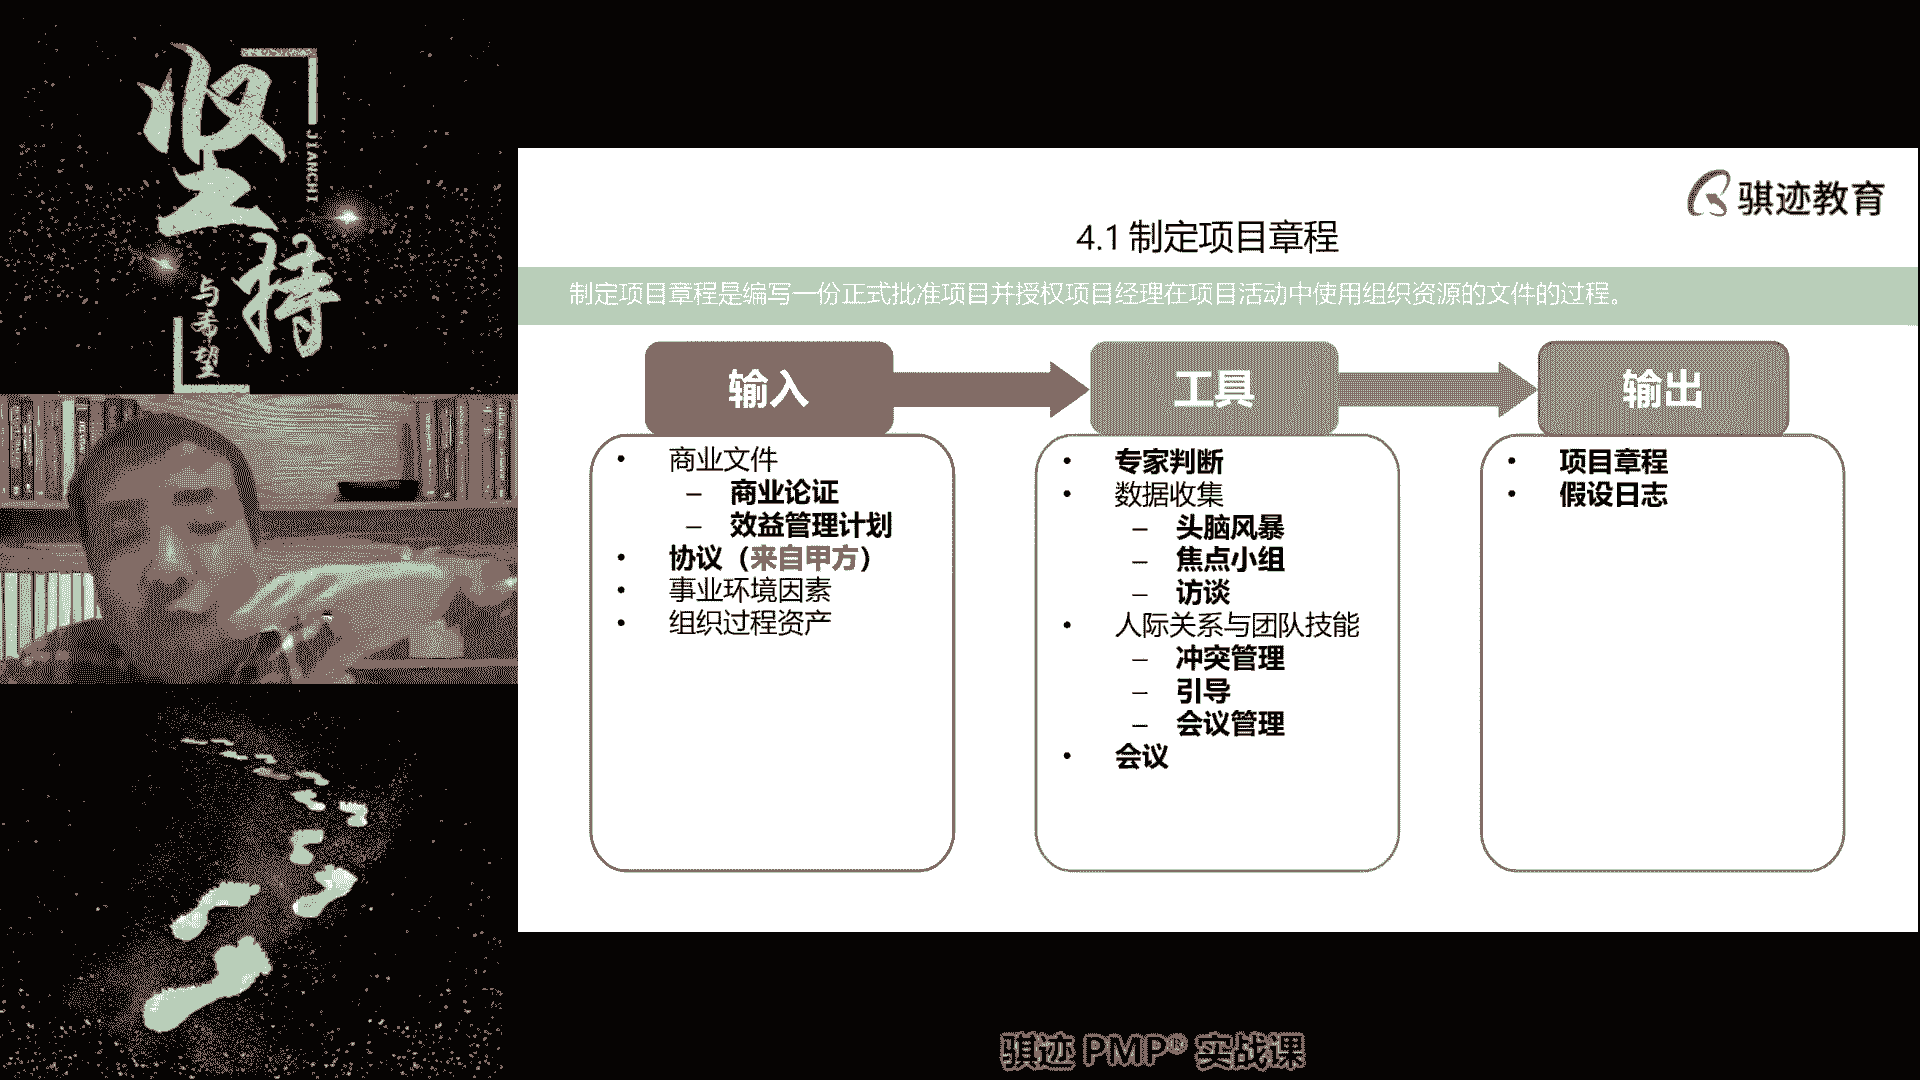 坚持
JIANCHI
与希望
骐迹教育
4.1 制定项目章程
制定项目章程是编写一份正式批准项目并授权项目经理在项目活动中使用组织资源的文件的过程。
输入
• 商业文件
– 商业论证
– 效益管理计划
• 协议（来自甲方）
• 事业环境因素
• 组织过程资产
工具
• 专家判断
• 数据收集
– 头脑风暴
– 焦点小组
– 访谈
• 人际关系与团队技能
– 冲突管理
– 引导
– 会议管理
• 会议
输出
• 项目章程
• 假设日志
骐迹 PMP® 实战课